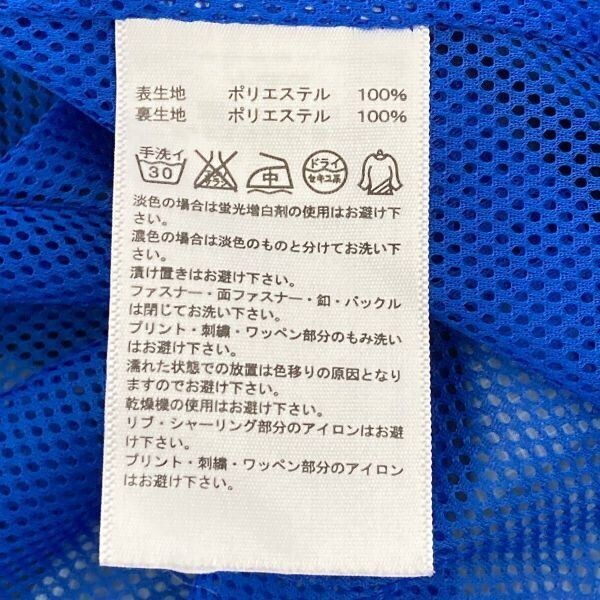 表生地 ポリエステル 100%
裏生地 ポリエステル 100%
手洗イ 30 エンソサラシ 中 ドライ セキユ系
淡色の場合は蛍光増白剤の使用はお避け下
さい。
濃色の場合は淡色のものと分けてお洗い下
さい。
漬け置きはお避け下さい。
ファスナー・面ファスナー・釦・バックル
は閉じてお洗い下さい。
プリント・刺繍・ワッペン部分のもみ洗い
はお避け下さい。
濡れた状態での放置は色移りの原因となり
ますのでお避け下さい。
乾燥機の使用はお避け下さい。
リブ・シャーリング部分のアイロンはお避
け下さい。
プリント・刺繍・ワッペン部分のアイロン
はお避け下さい。